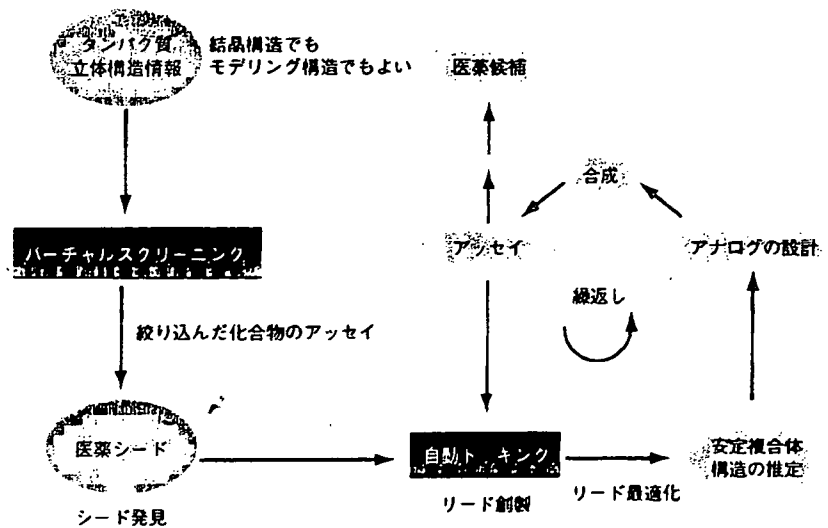 タンパク質
立体構造情報
結晶構造でも
モデリング構造でもよい
医薬候補
合成
バーチャルスクリーニング
アッセイ
アナログの設計
繰返し
絞り込んだ化合物のアッセイ
医薬シード
自動ドッキング
安定複合体
構造の推定
シード発見
リード創製
リード最適化